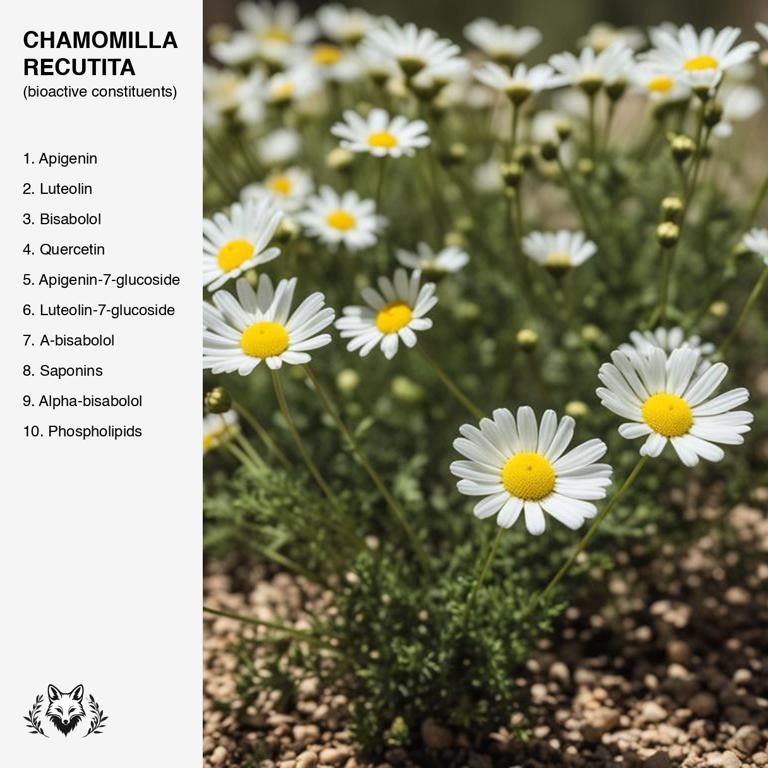 CHAMOMILLA
RECUTITA
(bioactive constituents)
1. Apigenin
2. Luteolin
3. Bisabolol
4. Quercetin
5. Apigenin-7-glucoside
6. Luteolin-7-glucoside
7. A-bisabolol
8. Saponins
9. Alpha-bisabolol
10. Phospholipids